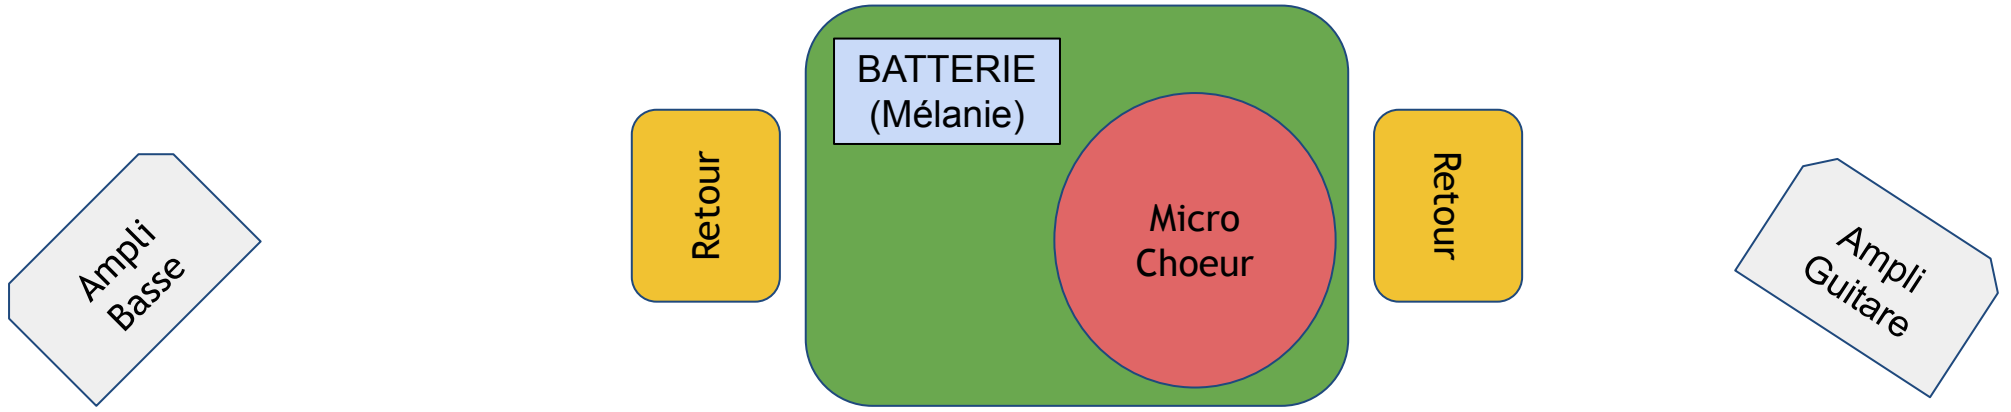 BATTERIE
(Mélanie)
Retour
Retour
Micro
Choeur
Ampli
Basse
Ampli
Guitare